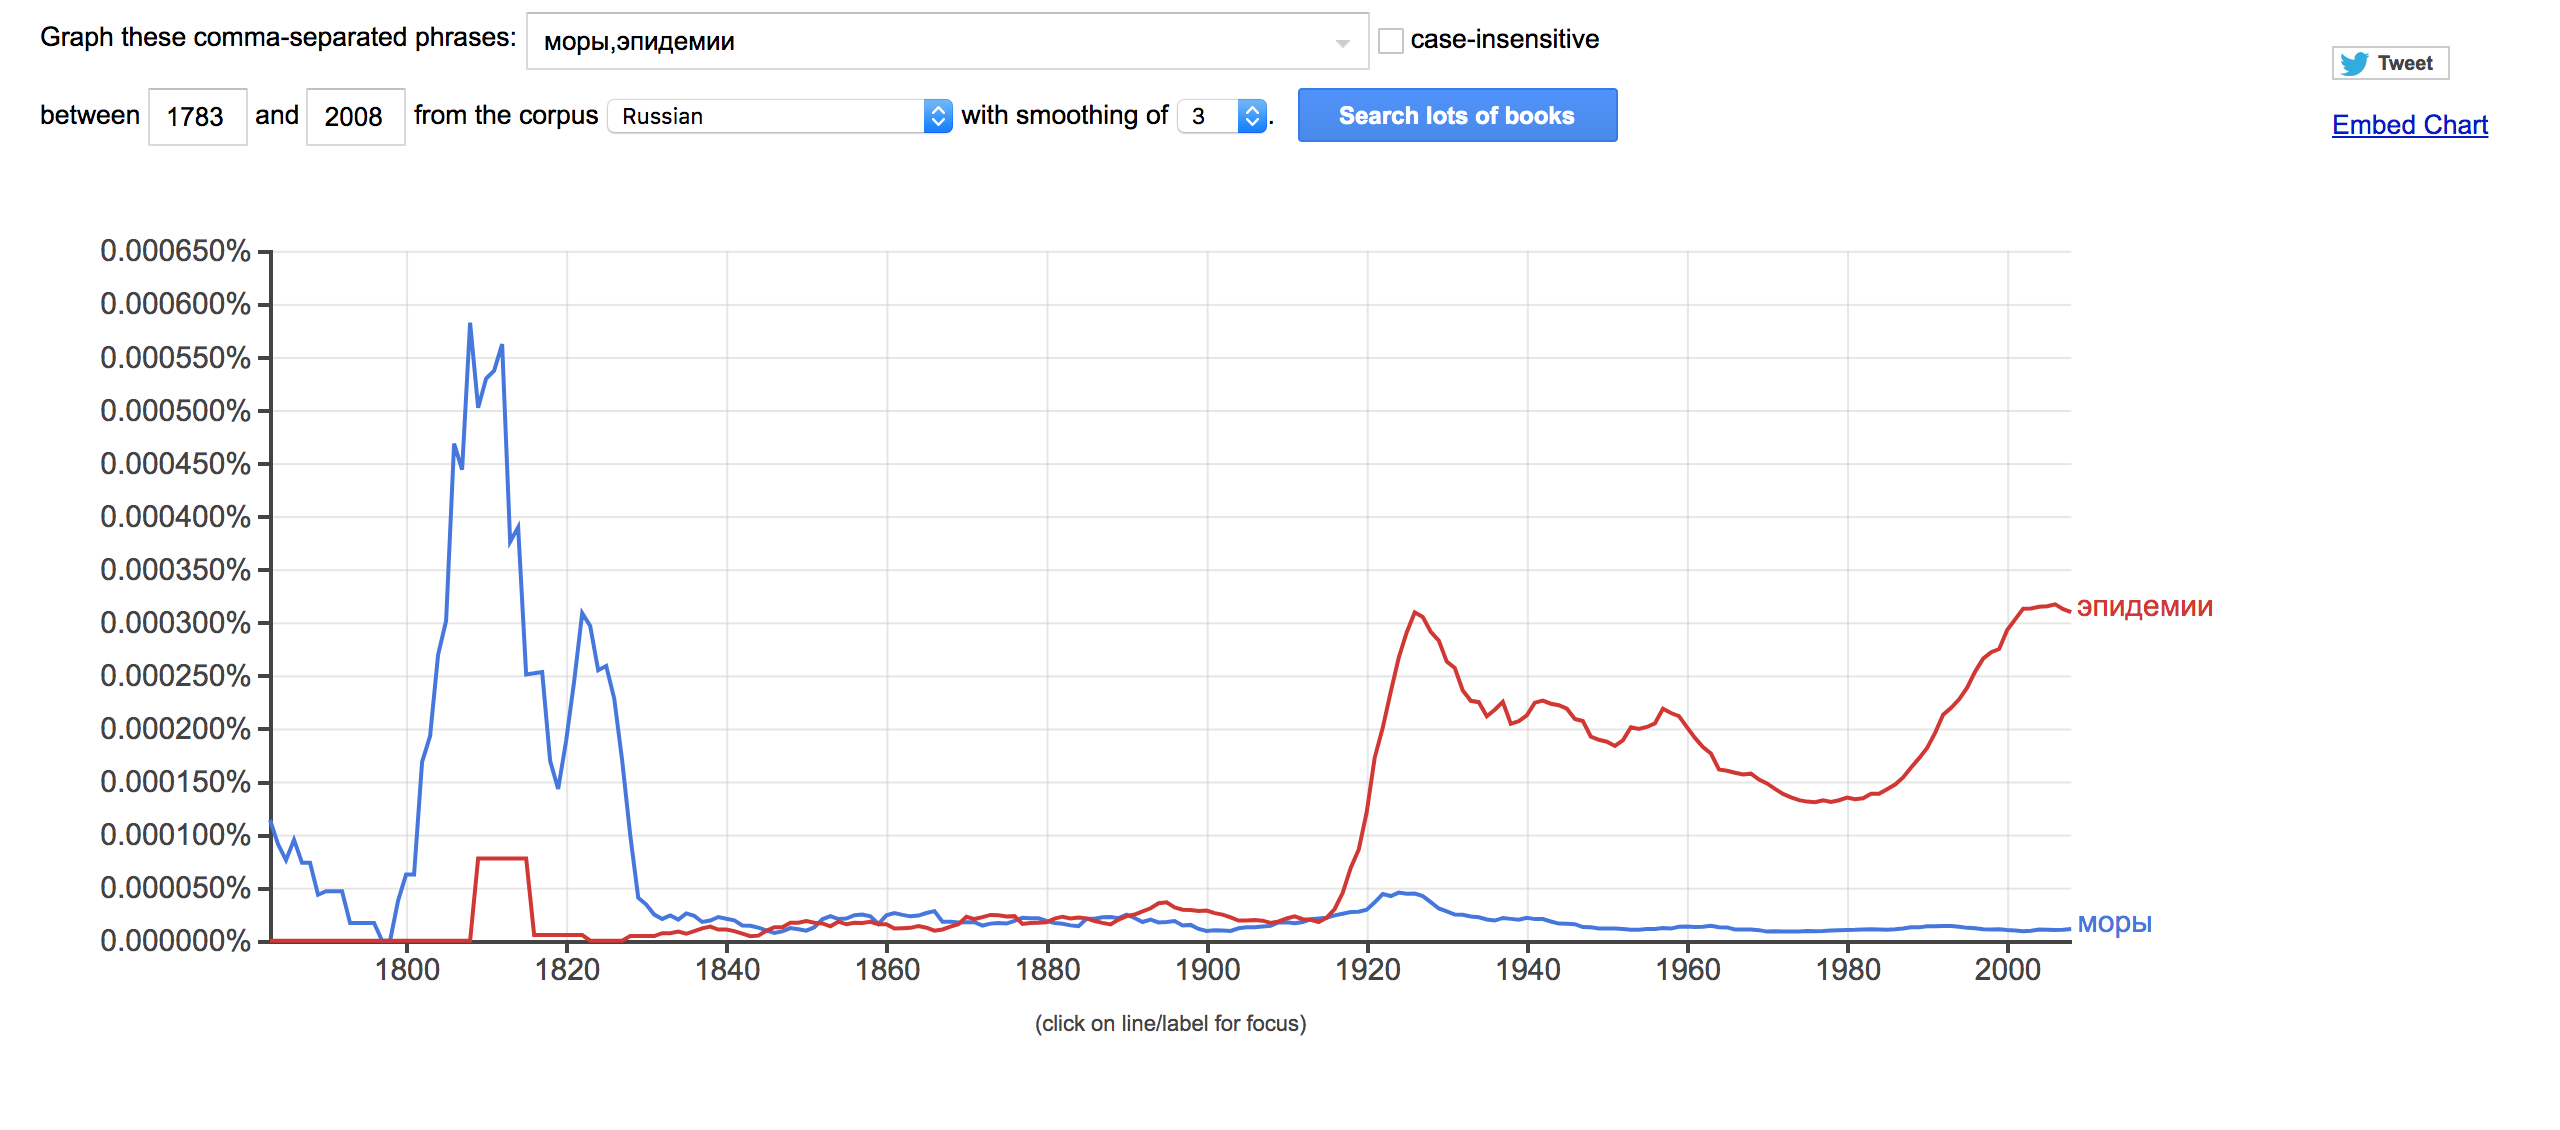 Graph these comma-separated phrases: моры,эпидемии case-insensitive
Tweet
between 1783 and 2008 from the corpus Russian with smoothing of 3 . Search lots of books
Embed Chart
0.000650%
0.000600%
0.000550%
0.000500%
0.000450%
0.000400%
0.000350%
0.000300%
эпидемии
0.000250%
0.000200%
0.000150%
0.000100%
0.000050%
моры
0.000000%
1800 1820 1840 1860 1880 1900 1920 1940 1960 1980 2000
(click on line/label for focus)